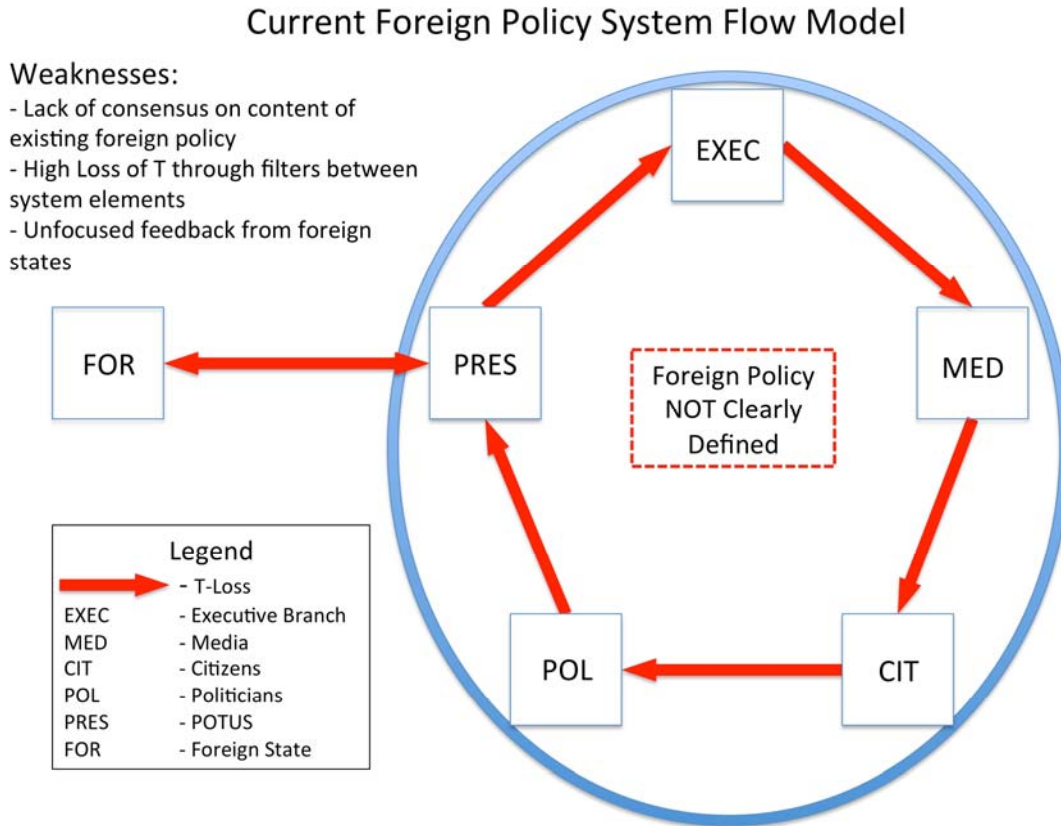 Current Foreign Policy System Flow Model
Weaknesses:
- Lack of consensus on content of
existing foreign policy
- High Loss of T through filters between
system elements
- Unfocused feedback from foreign
states
EXEC
FOR
PRES
MED
Foreign Policy
NOT Clearly
Defined
POL
CIT
Legend
- T-Loss
EXEC - Executive Branch
MED - Media
CIT - Citizens
POL - Politicians
PRES - POTUS
FOR - Foreign State